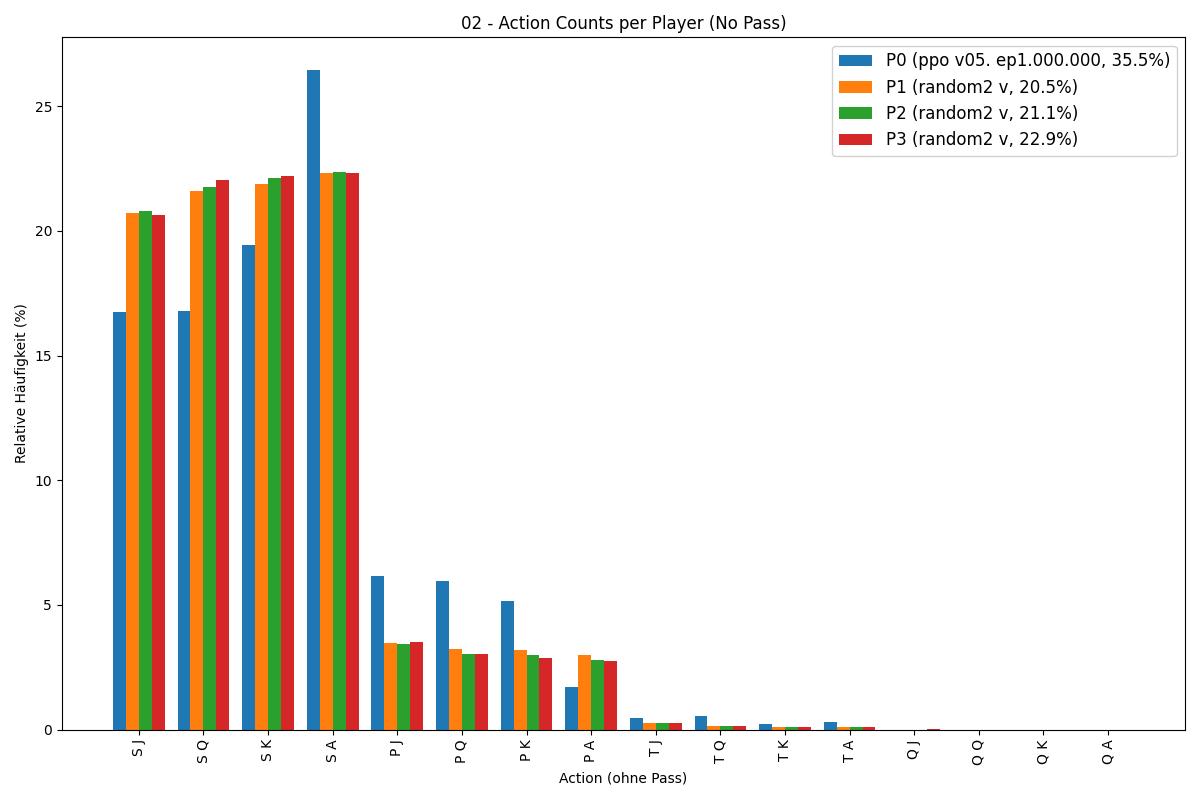 02 - Action Counts per Player (No Pass)
P0 (ppo v05. ep1.000.000, 35.5%)
P1 (random2 v, 20.5%)
P2 (random2 v, 21.1%)
P3 (random2 v, 22.9%)
Relative Häufigkeit (%)
25
20
15
10
5
0
S J
S Q
S K
S A
P J
P Q
P K
P A
T J
T Q
T K
T A
Q J
Q Q
Q K
Q A
Action (ohne Pass)